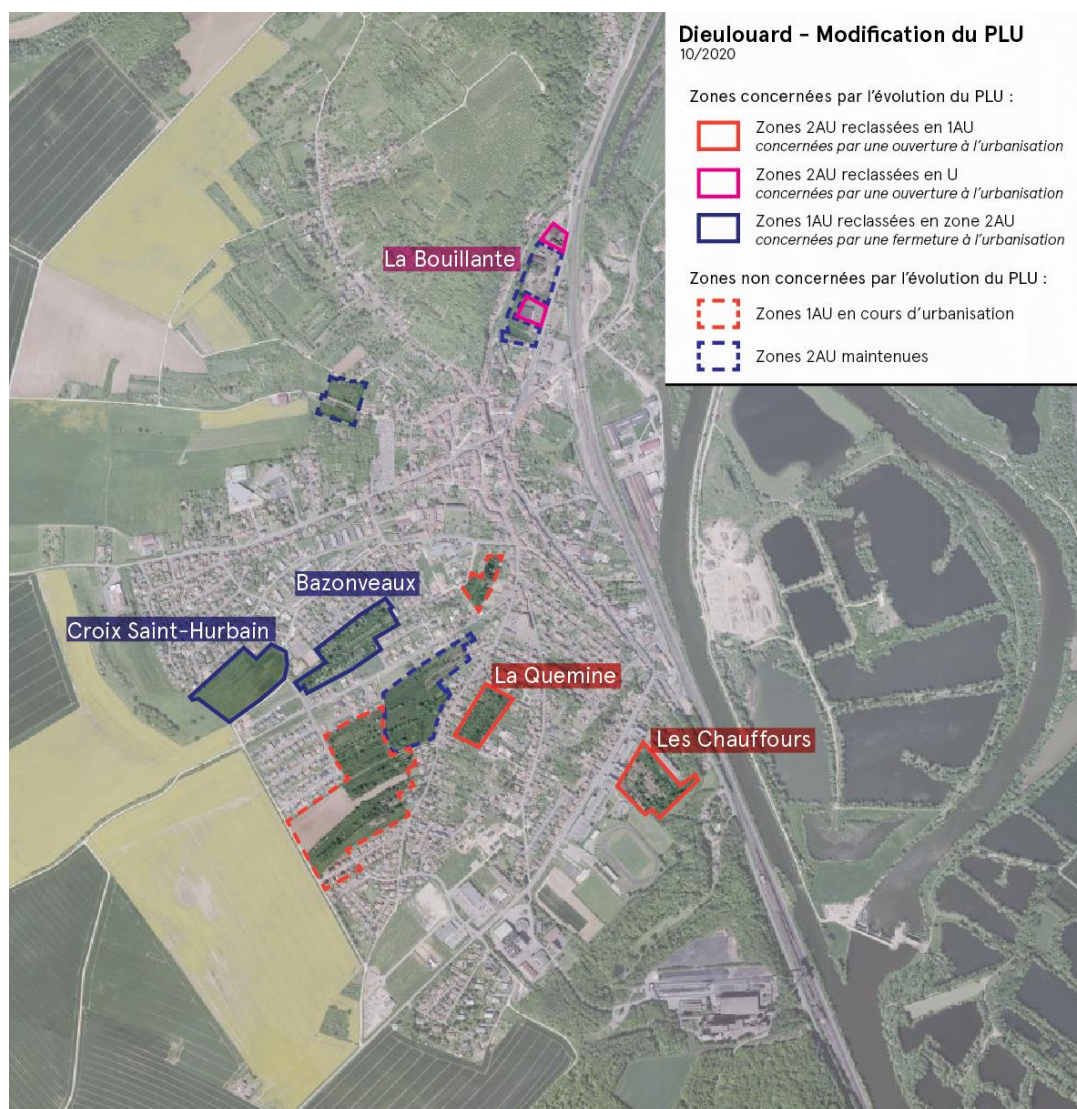 Dieulouard - Modification du PLU
10/2020
Zones concernées par l'évolution du PLU :
Zones 2AU reclassées en 1AU
concernées par une ouverture à l'urbanisation
Zones 2AU reclassées en U
concernées par une ouverture à l'urbanisation
Zones 1AU reclassées en zone 2AU
concernées par une fermeture à l'urbanisation
Zones non concernées par l'évolution du PLU :
Zones 1AU en cours d'urbanisation
Zones 2AU maintenues
La Bouillante
Bazonveaux
Croix Saint-Hurbain
La Quemine
Les Chauffours